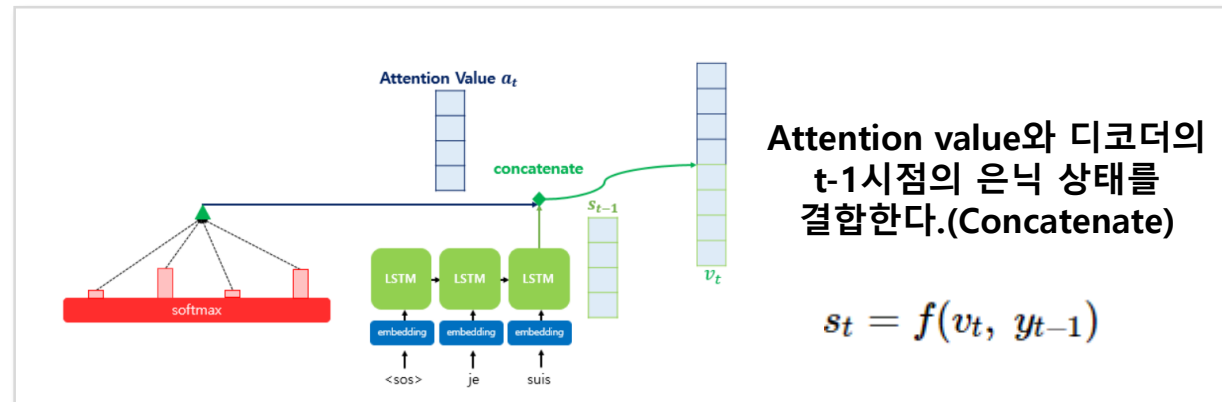 Attention Value a_t
concatenate
s_{t-1}
LSTM LSTM LSTM
softmax
embedding embedding embedding
<sos> je suis
v_t
Attention value와 디코더의
t-1시점의 은닉 상태를
결합한다.(Concatenate)
s_t = f(v_t, y_{t-1})